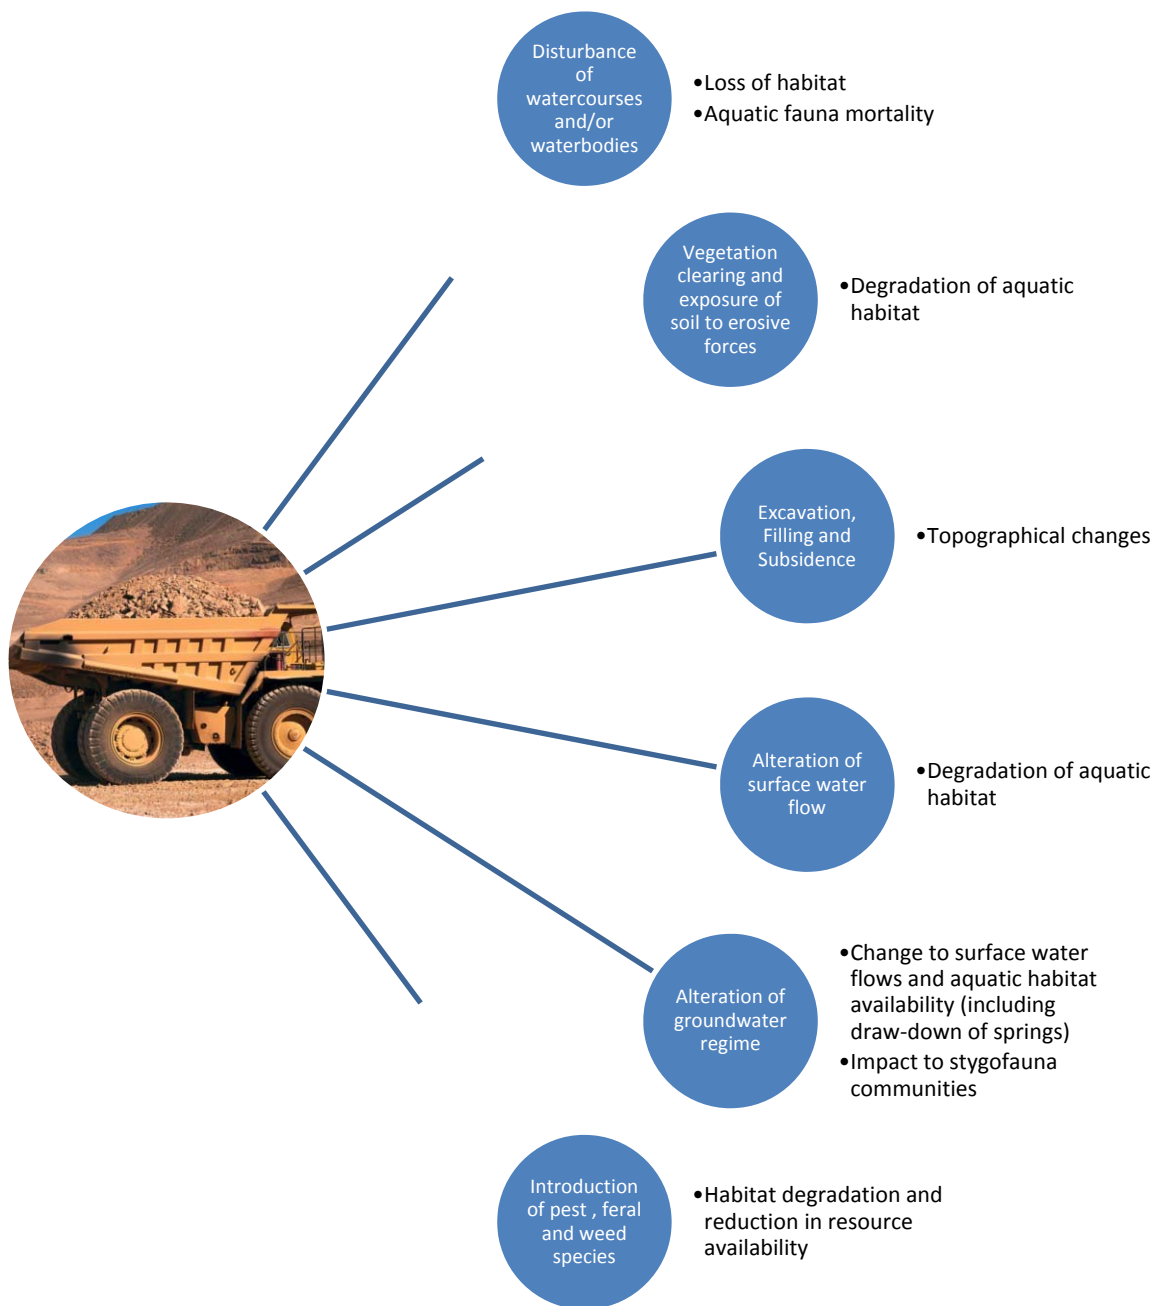 Disturbance
of
watercourses
and/or
waterbodies
•Loss of habitat
•Aquatic fauna mortality
Vegetation
clearing and
exposure of
soil to erosive
forces
•Degradation of aquatic
habitat
Excavation,
Filling and
Subsidence
•Topographical changes
Alteration of
surface water
flow
•Degradation of aquatic
habitat
Alteration of
groundwater
regime
•Change to surface water
flows and aquatic habitat
availability (including
draw-down of springs)
•Impact to stygofauna
communities
Introduction
of pest , feral
and weed
species
•Habitat degradation and
reduction in resource
availability